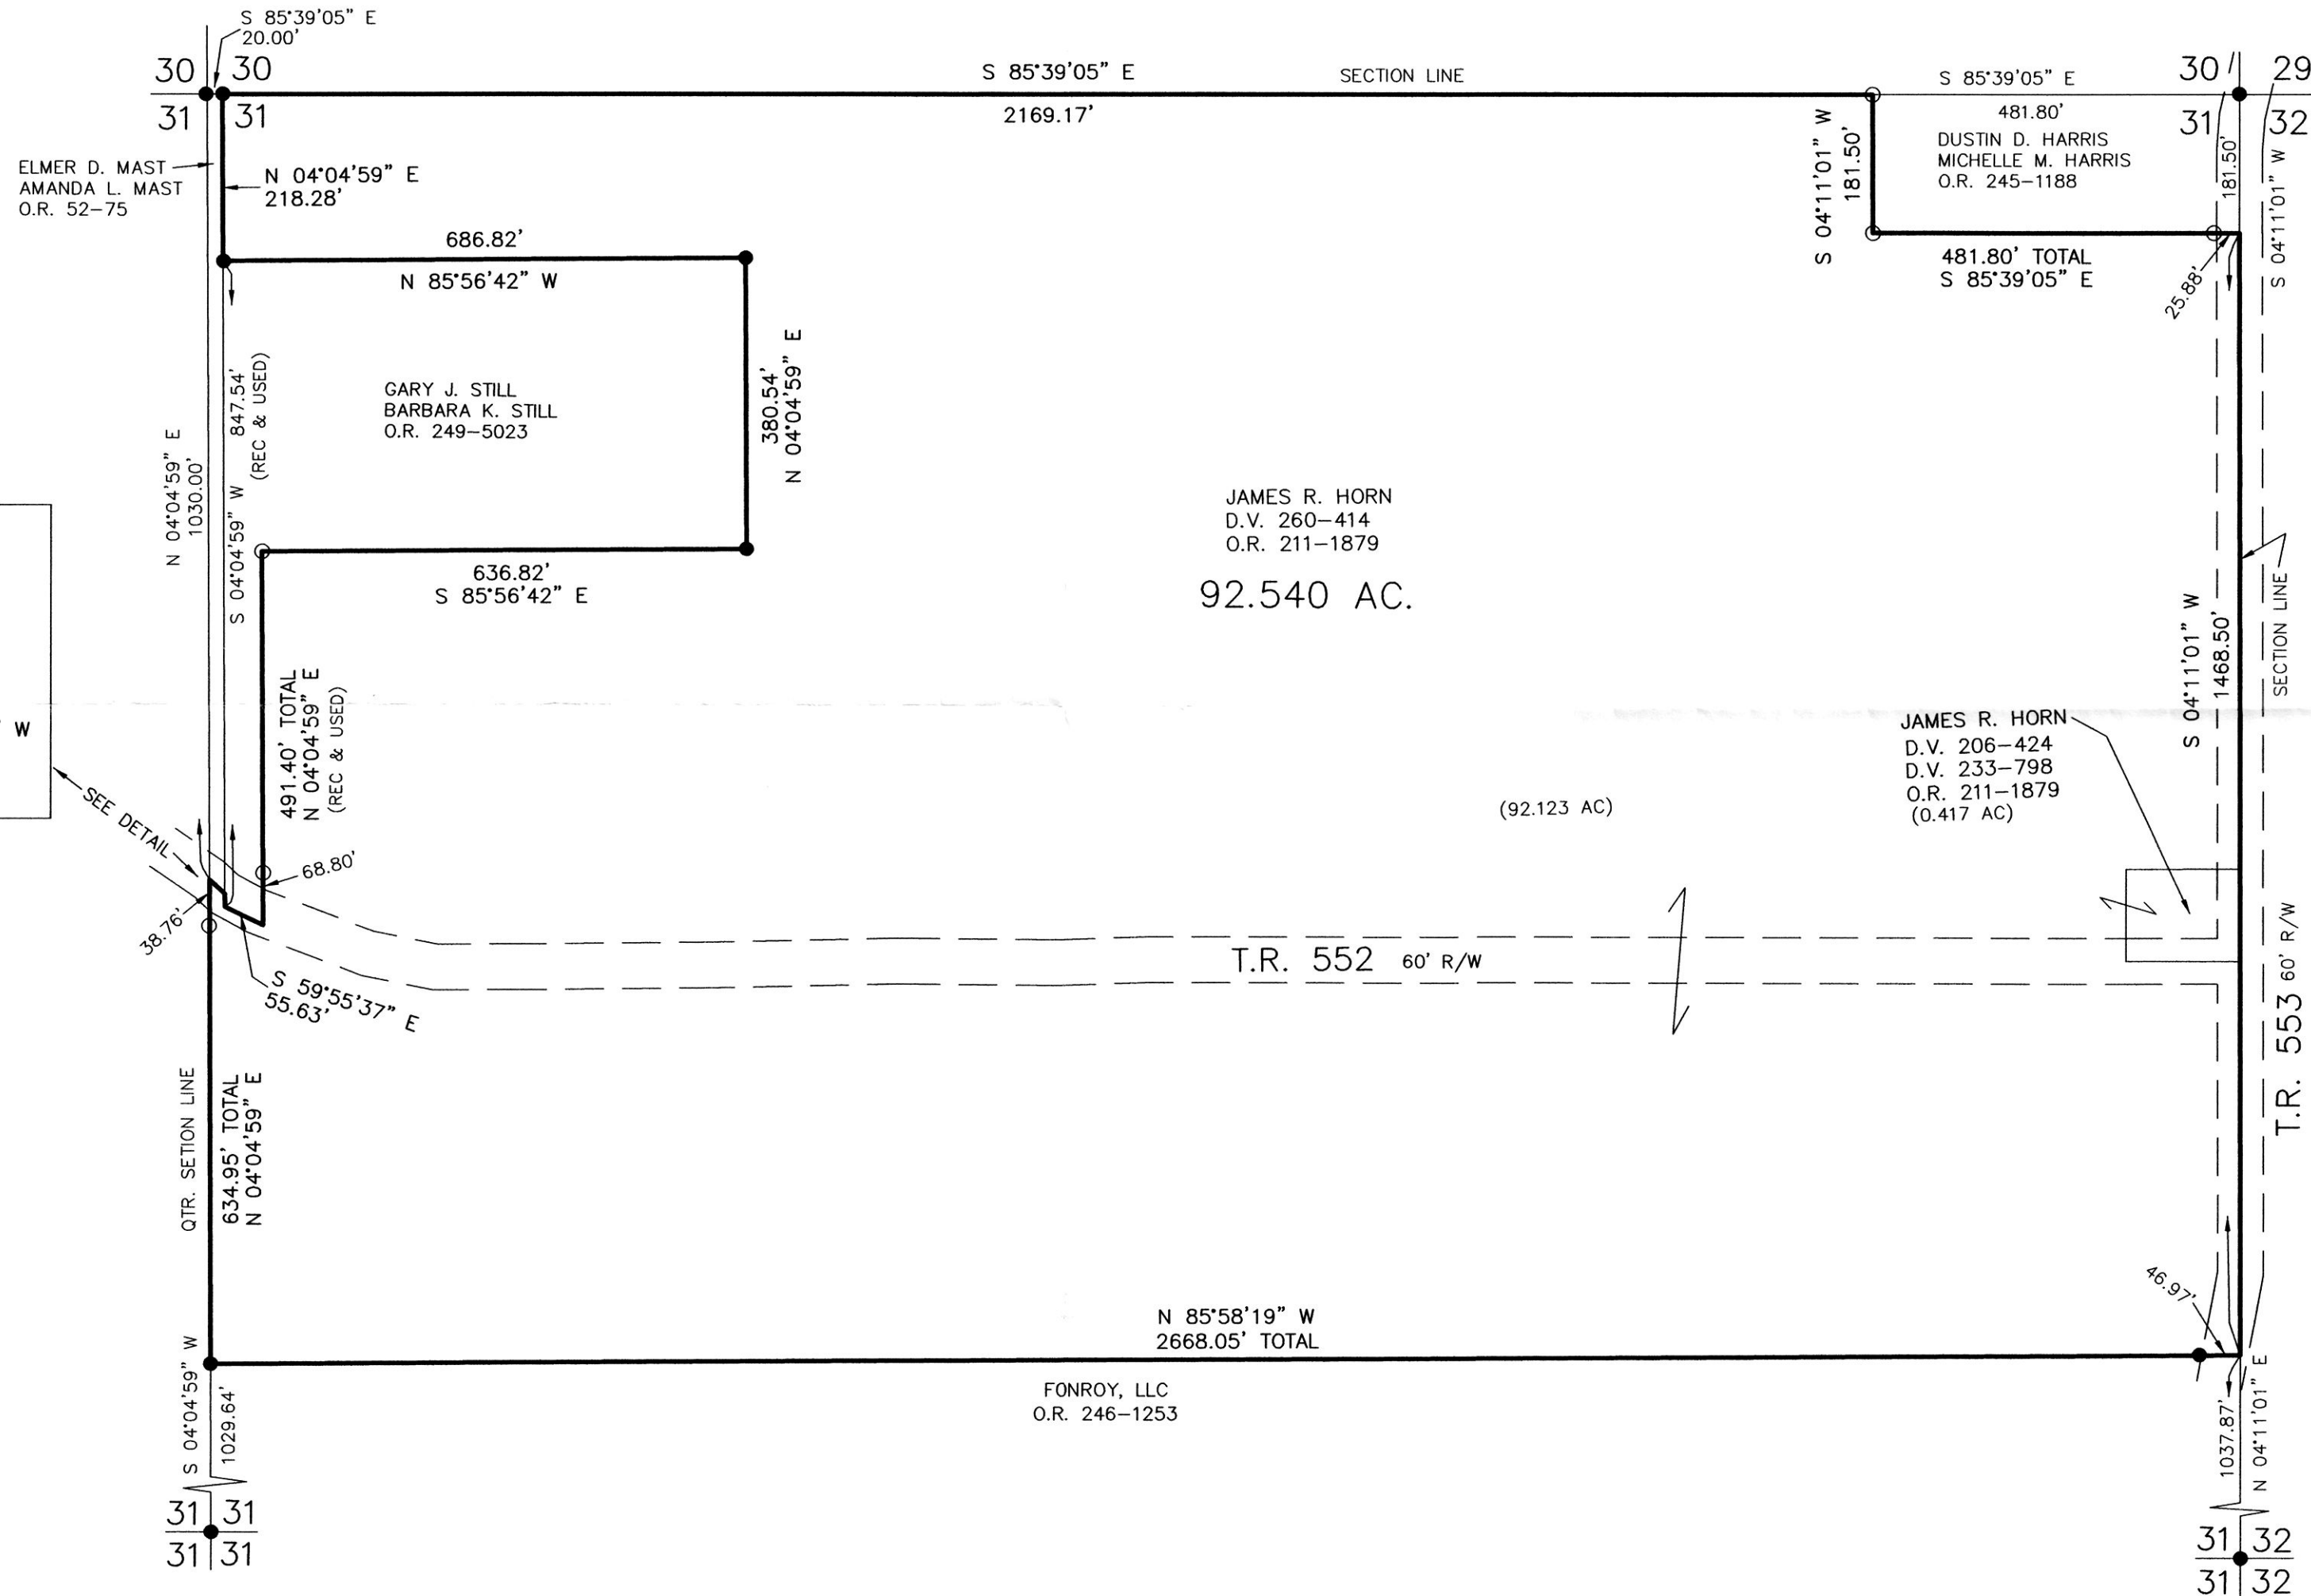 S 85°39'05" E
20.00'
30 30
31 31
S 85°39'05" E
SECTION LINE
2169.17'
S 85°39'05" E
481.80'
30 29
31 32
DUSTIN D. HARRIS
MICHELLE M. HARRIS
O.R. 245-1188
S 04°11'01" W
181.50'
181.50'
S 04°11'01" W
481.80' TOTAL
S 85°39'05" E
25.88'
ELMER D. MAST
AMANDA L. MAST
O.R. 52-75
N 04°04'59" E
218.28'
686.82'
N 85°56'42" W
GARY J. STILL
BARBARA K. STILL
O.R. 249-5023
380.54'
N 04°04'59" E
N 04°04'59" E
1030.00'
S 04°04'59" W 847.54'
(REC & USED)
636.82'
S 85°56'42" E
JAMES R. HORN
D.V. 260-414
O.R. 211-1879
92.540 AC.
491.40' TOTAL
N 04°04'59" E
(REC & USED)
W
SEE DETAIL
68.80'
38.76'
S 59°55'37" E
55.63'
S 04°11'01" W
1468.50'
SECTION LINE
JAMES R. HORN
D.V. 206-424
D.V. 233-798
O.R. 211-1879
(0.417 AC)
(92.123 AC)
T.R. 552 60' R/W
T.R. 553 60' R/W
QTR. SETION LINE
634.95' TOTAL
N 04°04'59" E
N 85°58'19" W
2668.05' TOTAL
46.97'
FONROY, LLC
O.R. 246-1253
S 04°04'59" W
1029.64'
1037.87'
N 04°11'01" E
31 31
31 31
31 32
31 32